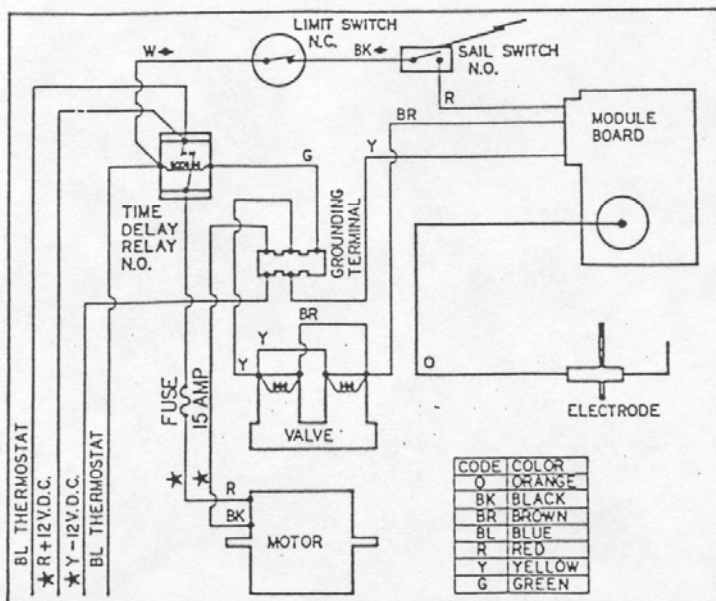 LIMIT SWITCH
N.C.
W
BK
SAIL SWITCH
N.O.
R
BR
MODULE
BOARD
Y
G
TIME
DELAY
RELAY
N.O.
GROUNDING
TERMINAL
BR
Y
Y
O
ELECTRODE
FUSE
15 AMP
VALVE
BL THERMOSTAT
★ R+12V.D.C.
★ Y-12V.D.C.
BL THERMOSTAT
★
★
R
BK
MOTOR
CODE COLOR
O ORANGE
BK BLACK
BR BROWN
BL BLUE
R RED
Y YELLOW
G GREEN